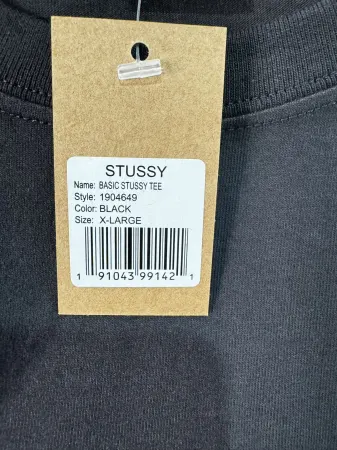 STUSSY
Name: BASIC STUSSY TEE
Style: 1904649
Color: BLACK
Size: X-LARGE
1 91043 99142 1